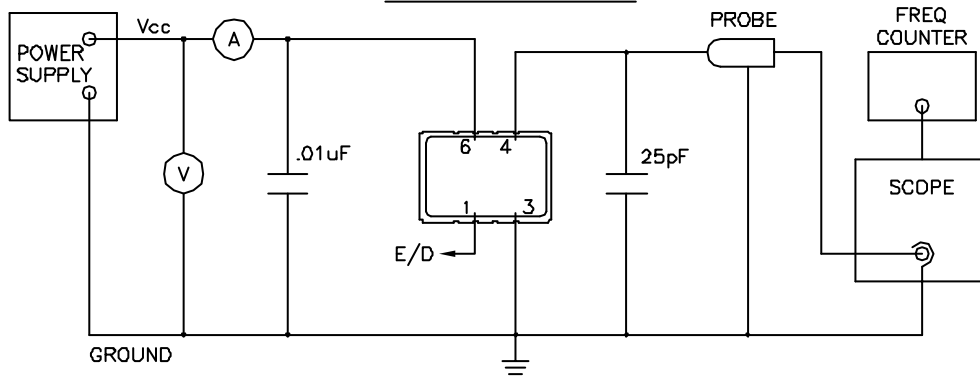 POWER
SUPPLY
Vcc
A
V
.01uF
6 4
1 3
E/D
25pF
PROBE
FREQ
COUNTER
SCOPE
GROUND